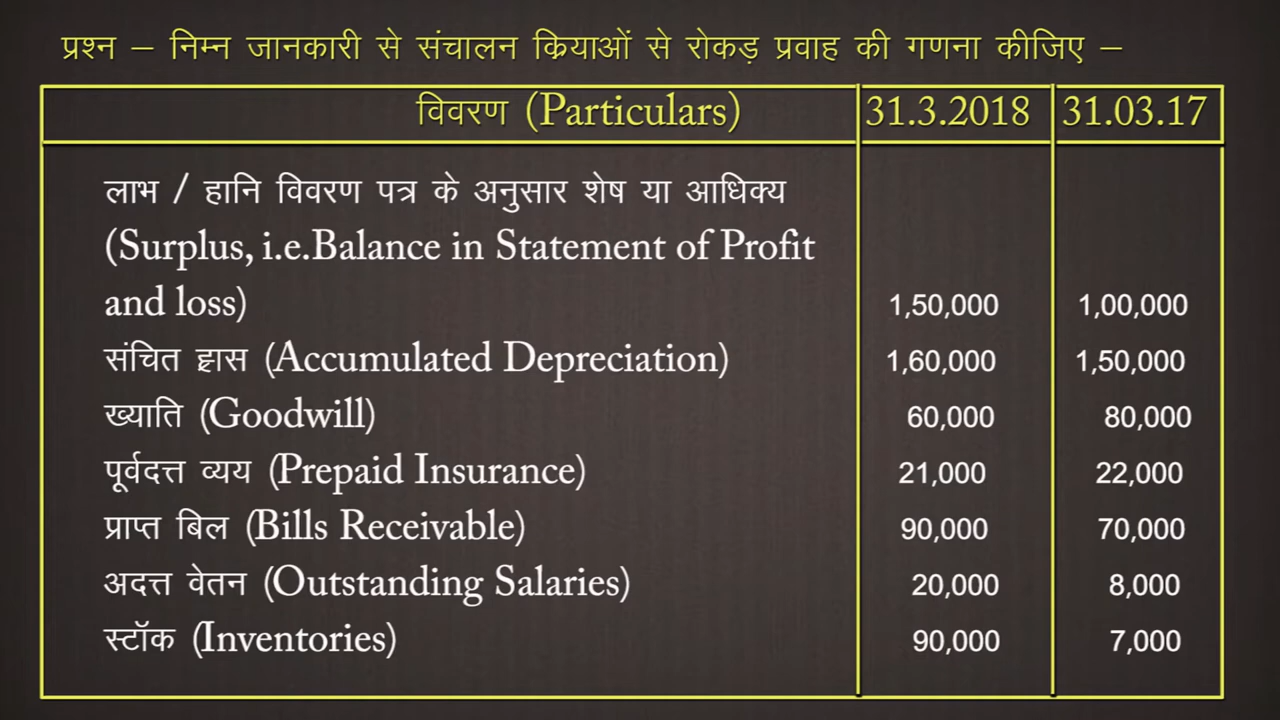 प्रश्न – निम्न जानकारी से संचालन क्रियाओं से रोकड़ प्रवाह की गणना कीजिए –
विवरण (Particulars) 31.3.2018 31.03.17
लाभ / हानि विवरण पत्र के अनुसार शेष या आधिक्य
(Surplus, i.e.Balance in Statement of Profit
and loss) 1,50,000 1,00,000
संचित ह्रास (Accumulated Depreciation) 1,60,000 1,50,000
ख्याति (Goodwill) 60,000 80,000
पूर्वदत्त व्यय (Prepaid Insurance) 21,000 22,000
प्राप्त बिल (Bills Receivable) 90,000 70,000
अदत्त वेतन (Outstanding Salaries) 20,000 8,000
स्टॉक (Inventories) 90,000 7,000